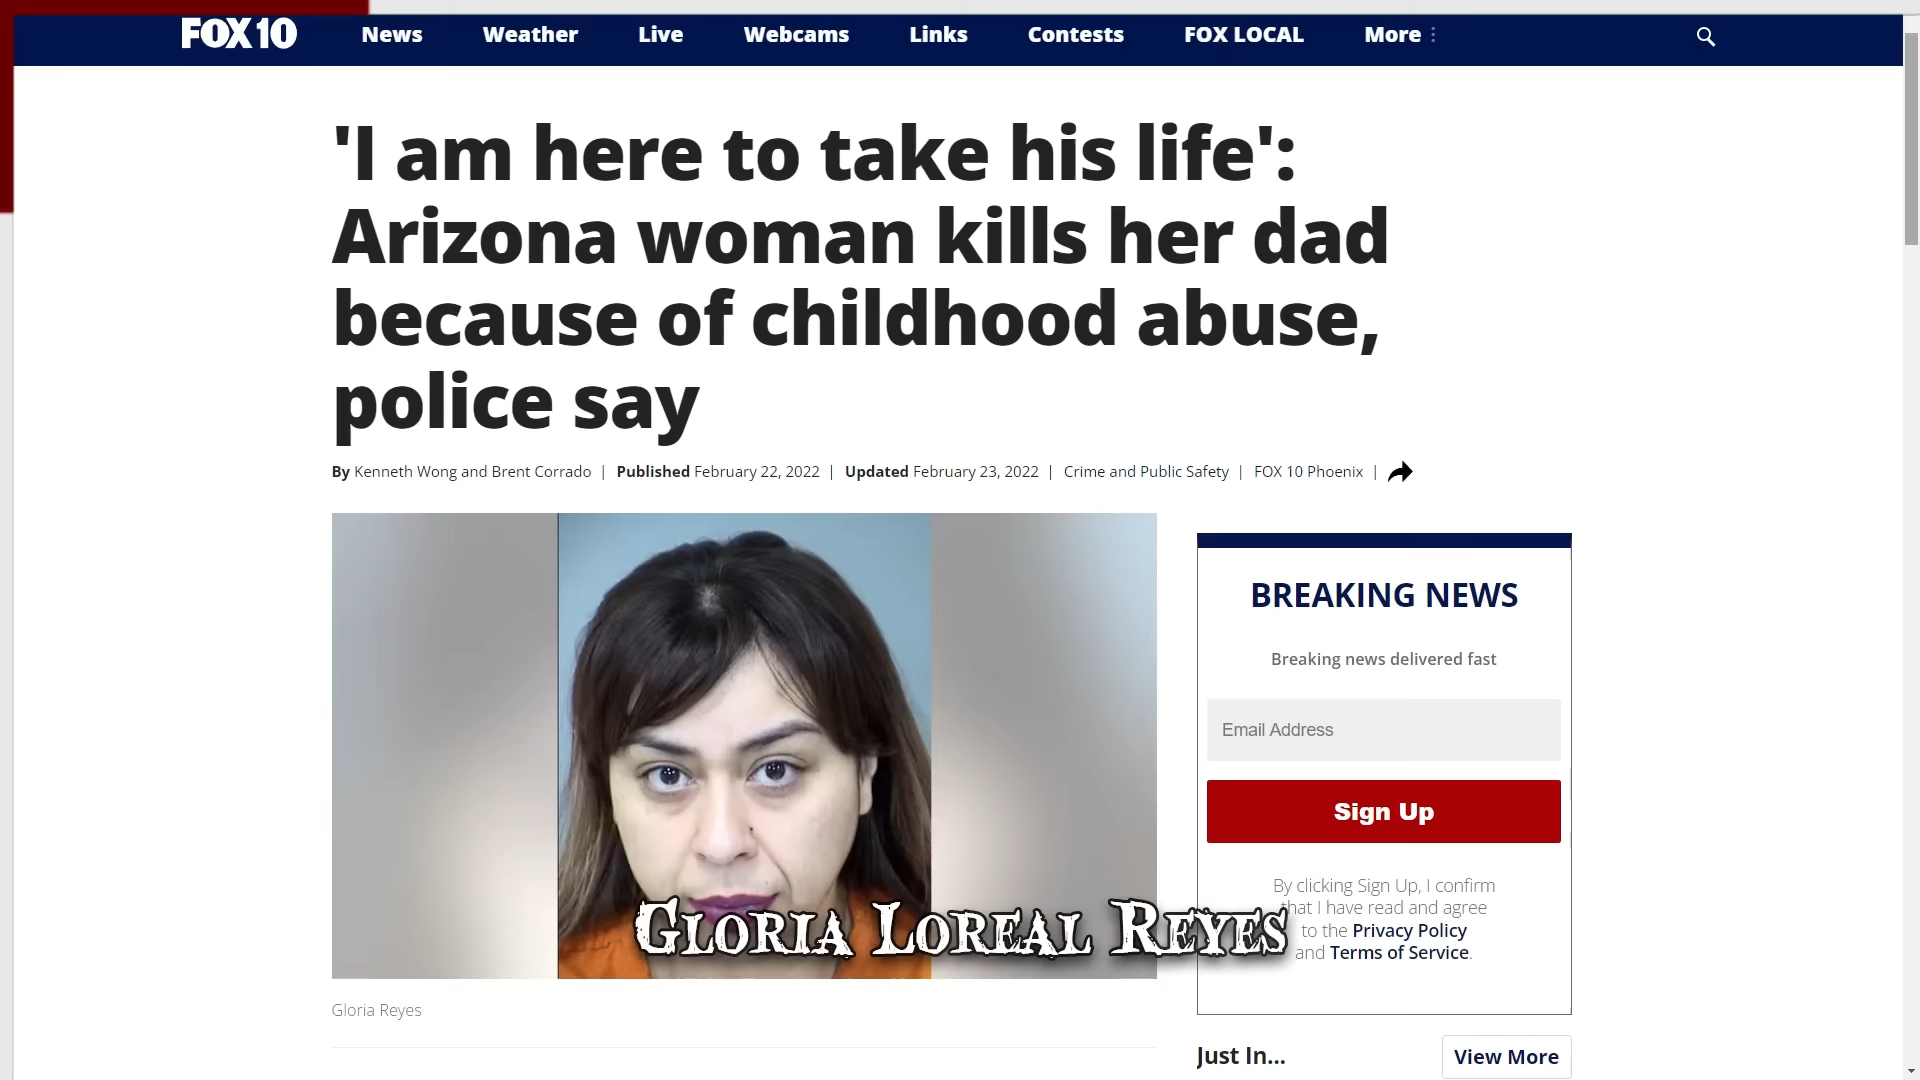 FOX 10 News Weather Live Webcams Links Contests FOX LOCAL More
'I am here to take his life':
Arizona woman kills her dad
because of childhood abuse,
police say
By Kenneth Wong and Brent Corrado | Published February 22, 2022 | Updated February 23, 2022 | Crime and Public Safety | FOX 10 Phoenix |
BREAKING NEWS
Breaking news delivered fast
Email Address
Sign Up
By clicking Sign Up, I confirm
that I have read and agree
to the Privacy Policy
and Terms of Service.
Gloria Loreal Reyes
Gloria Reyes
Just In...
View More